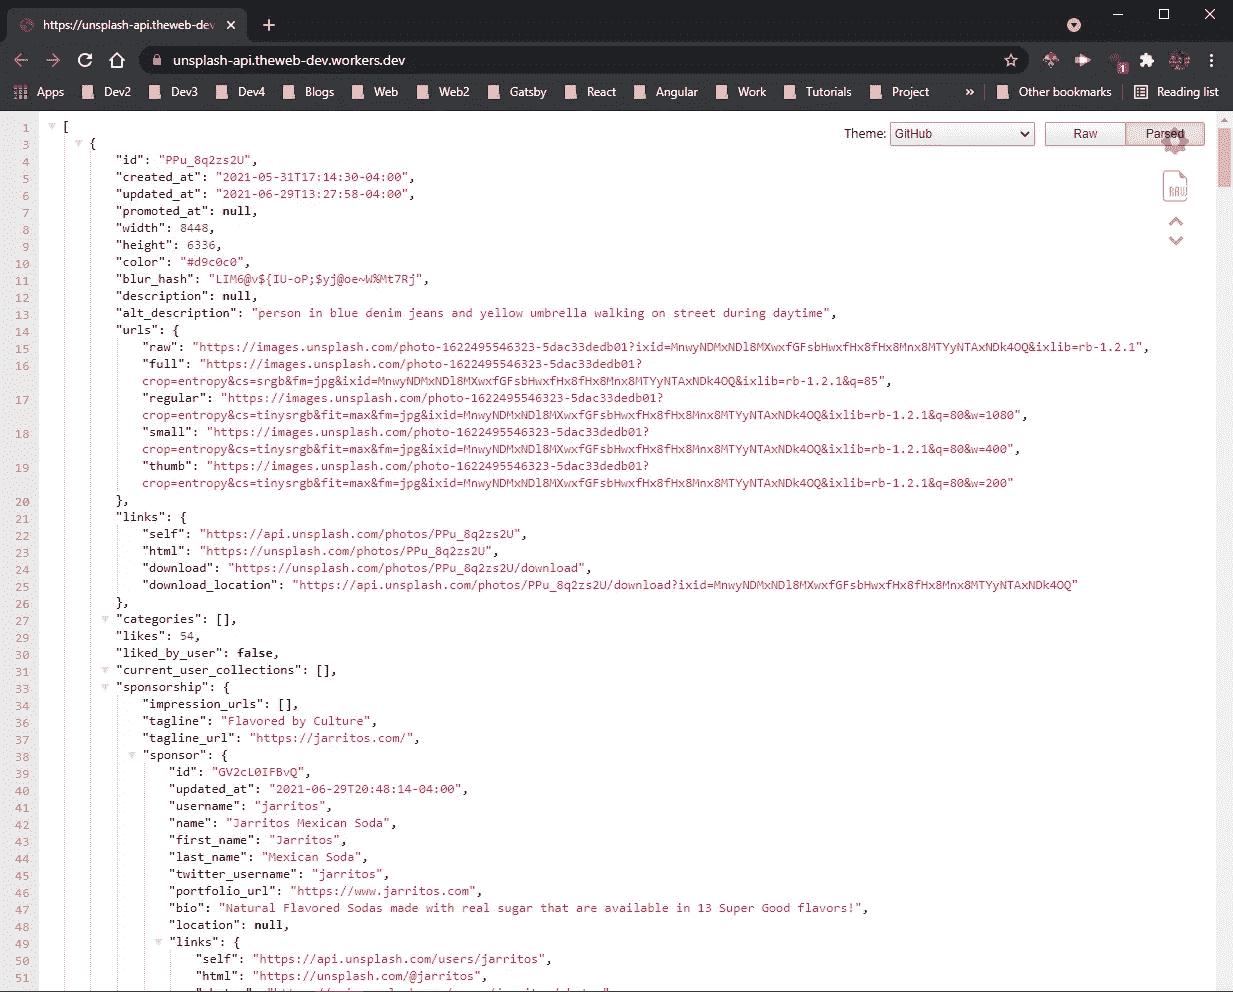 https://unsplash-api.theweb-dev
unsplash-api.theweb-dev.workers.dev
1
Apps Dev2 Dev3 Dev4 Blogs Web Web2 Gatsby React Angular Work Tutorials Project » Other bookmarks Reading list
Theme: GitHub Raw Parsed
RAW
1 [
3 {
4 "id": "PPu_8q2zs2U",
5 "created_at": "2021-05-31T17:14:30-04:00",
6 "updated_at": "2021-06-29T13:27:58-04:00",
7 "promoted_at": null,
8 "width": 8448,
9 "height": 6336,
10 "color": "#d9c0c0",
11 "blur_hash": "LIM6@v${IU-oP;$yj@oe~W%Mt7Rj",
12 "description": null,
13 "alt_description": "person in blue denim jeans and yellow umbrella walking on street during daytime",
14 "urls": {
15 "raw": "https://images.unsplash.com/photo-1622495546323-5dac33dedb01?ixid=MnwyNDMxNDl8MXwxfGFsbHwxfHx8fHx8Mnx8MTYyNTAxNDk4OQ&ixlib=rb-1.2.1",
16 "full": "https://images.unsplash.com/photo-1622495546323-5dac33dedb01?
crop=entropy&cs=srgb&fm=jpg&ixid=MnwyNDMxNDl8MXwxfGFsbHwxfHx8fHx8Mnx8MTYyNTAxNDk4OQ&ixlib=rb-1.2.1&q=85",
17 "regular": "https://images.unsplash.com/photo-1622495546323-5dac33dedb01?
crop=entropy&cs=tinysrgb&fit=max&fm=jpg&ixid=MnwyNDMxNDl8MXwxfGFsbHwxfHx8fHx8Mnx8MTYyNTAxNDk4OQ&ixlib=rb-1.2.1&q=80&w=1080",
18 "small": "https://images.unsplash.com/photo-1622495546323-5dac33dedb01?
crop=entropy&cs=tinysrgb&fit=max&fm=jpg&ixid=MnwyNDMxNDl8MXwxfGFsbHwxfHx8fHx8Mnx8MTYyNTAxNDk4OQ&ixlib=rb-1.2.1&q=80&w=400",
19 "thumb": "https://images.unsplash.com/photo-1622495546323-5dac33dedb01?
crop=entropy&cs=tinysrgb&fit=max&fm=jpg&ixid=MnwyNDMxNDl8MXwxfGFsbHwxfHx8fHx8Mnx8MTYyNTAxNDk4OQ&ixlib=rb-1.2.1&q=80&w=200"
20 },
21 "links": {
22 "self": "https://api.unsplash.com/photos/PPu_8q2zs2U",
23 "html": "https://unsplash.com/photos/PPu_8q2zs2U",
24 "download": "https://unsplash.com/photos/PPu_8q2zs2U/download",
25 "download_location": "https://api.unsplash.com/photos/PPu_8q2zs2U/download?ixid=MnwyNDMxNDl8MXwxfGFsbHwxfHx8fHx8Mnx8MTYyNTAxNDk4OQ"
26 },
27 "categories": [],
29 "likes": 54,
30 "liked_by_user": false,
31 "current_user_collections": [],
33 "sponsorship": {
34 "impression_urls": [],
36 "tagline": "Flavored by Culture",
37 "tagline_url": "https://jarritos.com/",
38 "sponsor": {
39 "id": "GV2cL0IFBvQ",
40 "updated_at": "2021-06-29T20:48:14-04:00",
41 "username": "jarritos",
42 "name": "Jarritos Mexican Soda",
43 "first_name": "Jarritos",
44 "last_name": "Mexican Soda",
45 "twitter_username": "jarritos",
46 "portfolio_url": "https://www.jarritos.com",
47 "bio": "Natural Flavored Sodas made with real sugar that are available in 13 Super Good flavors!",
48 "location": null,
49 "links": {
50 "self": "https://api.unsplash.com/users/jarritos",
51 "html": "https://unsplash.com/@jarritos",